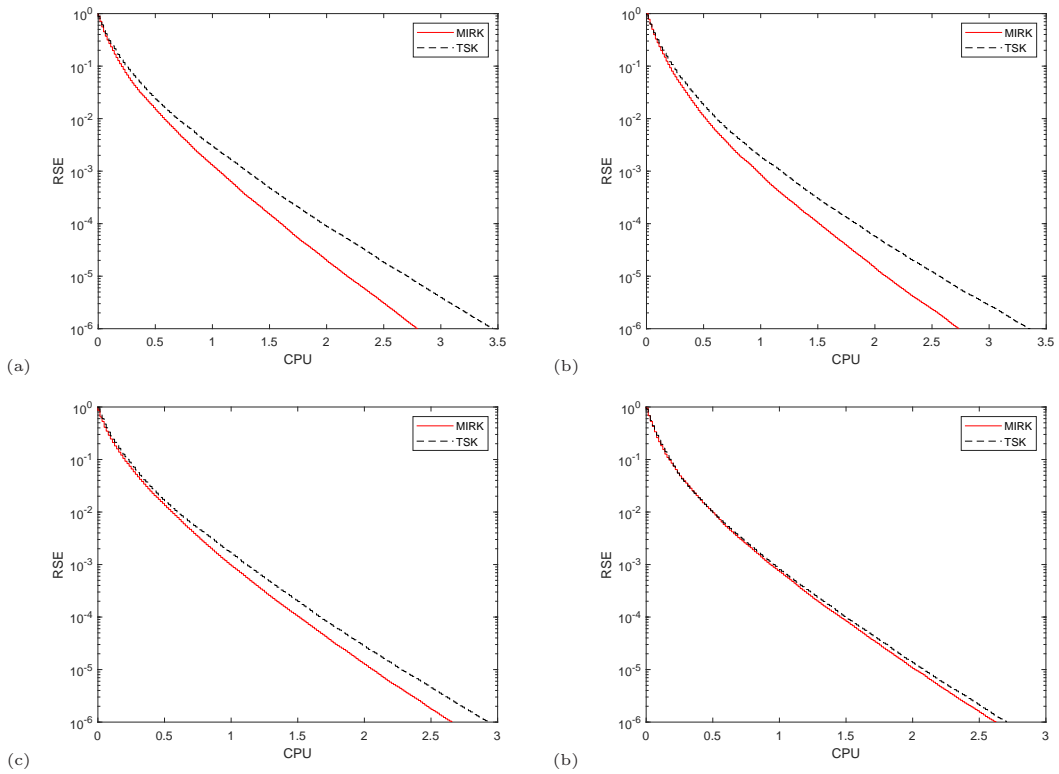 10^0
10^-1
10^-2
10^-3
10^-4
10^-5
10^-6
RSE
MIRK
TSK
0 0.5 1 1.5 2 2.5 3 3.5
CPU
(a)
10^0
10^-1
10^-2
10^-3
10^-4
10^-5
10^-6
RSE
MIRK
TSK
0 0.5 1 1.5 2 2.5 3 3.5
CPU
(b)
10^0
10^-1
10^-2
10^-3
10^-4
10^-5
10^-6
RSE
MIRK
TSK
0 0.5 1 1.5 2 2.5 3
CPU
(c)
10^0
10^-1
10^-2
10^-3
10^-4
10^-5
10^-6
RSE
MIRK
TSK
0 0.5 1 1.5 2 2.5 3
CPU
(b)